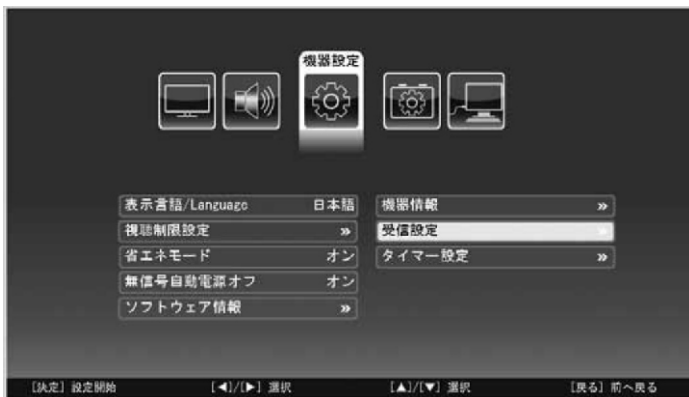 機器設定
表示言語/Language 日本語
視聴制限設定 »
省エネモード オン
無信号自動電源オフ オン
ソフトウェア情報 »
機器情報 »
受信設定 »
タイマー設定 »
[決定] 設定開始 [◀]/[▶] 選択 [▲]/[▼] 選択 [戻る] 前へ戻る